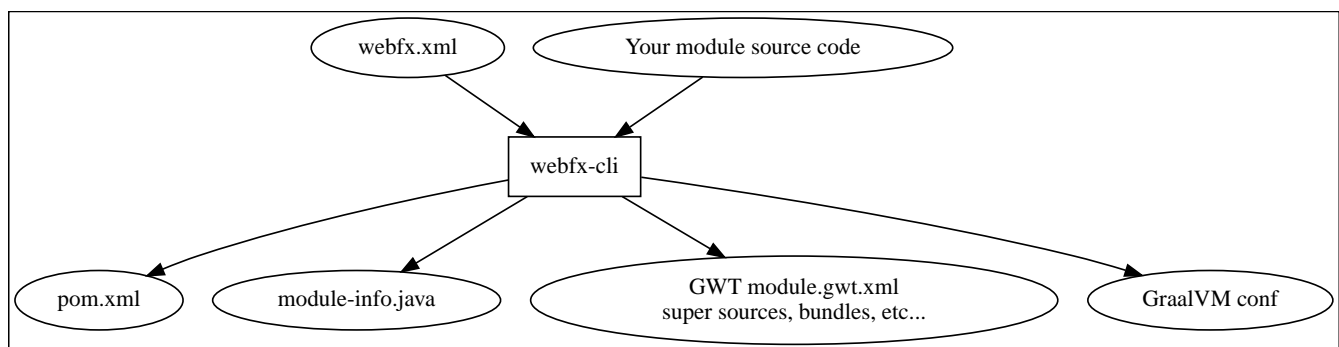 webfx.xml
Your module source code
webfx-cli
pom.xml
module-info.java
GWT module.gwt.xml
super sources, bundles, etc...
GraalVM conf